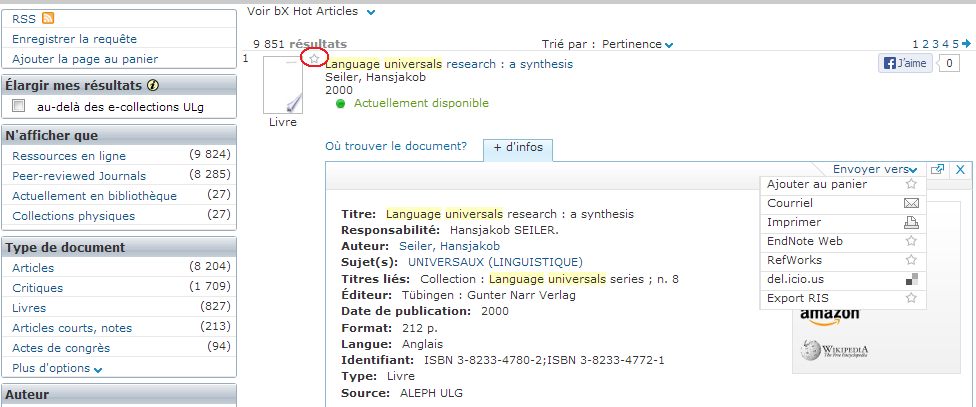 RSS
Enregistrer la requête
Ajouter la page au panier
Élargir mes résultats
au-delà des e-collections ULg
N'afficher que
Ressources en ligne (9 824)
Peer-reviewed Journals (8 285)
Actuellement en bibliothèque (27)
Collections physiques (27)
Type de document
Articles (8 204)
Critiques (1 709)
Livres (827)
Articles courts, notes (213)
Actes de congrès (94)
Plus d'options
Auteur
Voir bX Hot Articles
9 851 résultats Trié par : Pertinence 1 2 3 4 5
1 Language universals research : a synthesis J'aime 0
Seiler, Hansjakob
2000
Actuellement disponible
Livre
Où trouver le document? + d'infos
Envoyer vers
Ajouter au panier
Courriel
Imprimer
EndNote Web
RefWorks
del.icio.us
Export RIS
amazon
WIKIPEDIA
The Free Encyclopedia
Titre: Language universals research : a synthesis
Responsabilité: Hansjakob SEILER.
Auteur: Seiler, Hansjakob
Sujet(s): UNIVERSAUX (LINGUISTIQUE)
Titres liés: Collection : Language universals series ; n. 8
Éditeur: Tübingen : Gunter Narr Verlag
Date de publication: 2000
Format: 212 p.
Langue: Anglais
Identifiant: ISBN 3-8233-4780-2;ISBN 3-8233-4772-1
Type: Livre
Source: ALEPH ULG